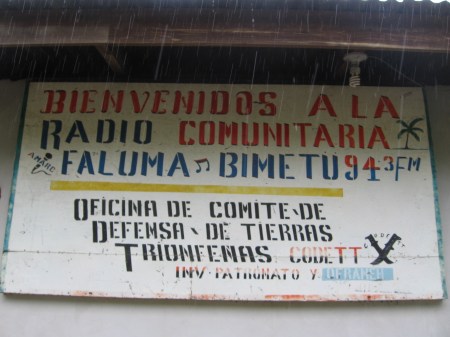 BIENVENIDOS A LA
RADIO COMUNITARIA
AMARC FALUMA BIMETU 94.3 FM
OFICINA DE COMITE DE
DEFENSA DE TIERRAS
TRIONFEÑAS CODETT
INV. PATRONATO Y